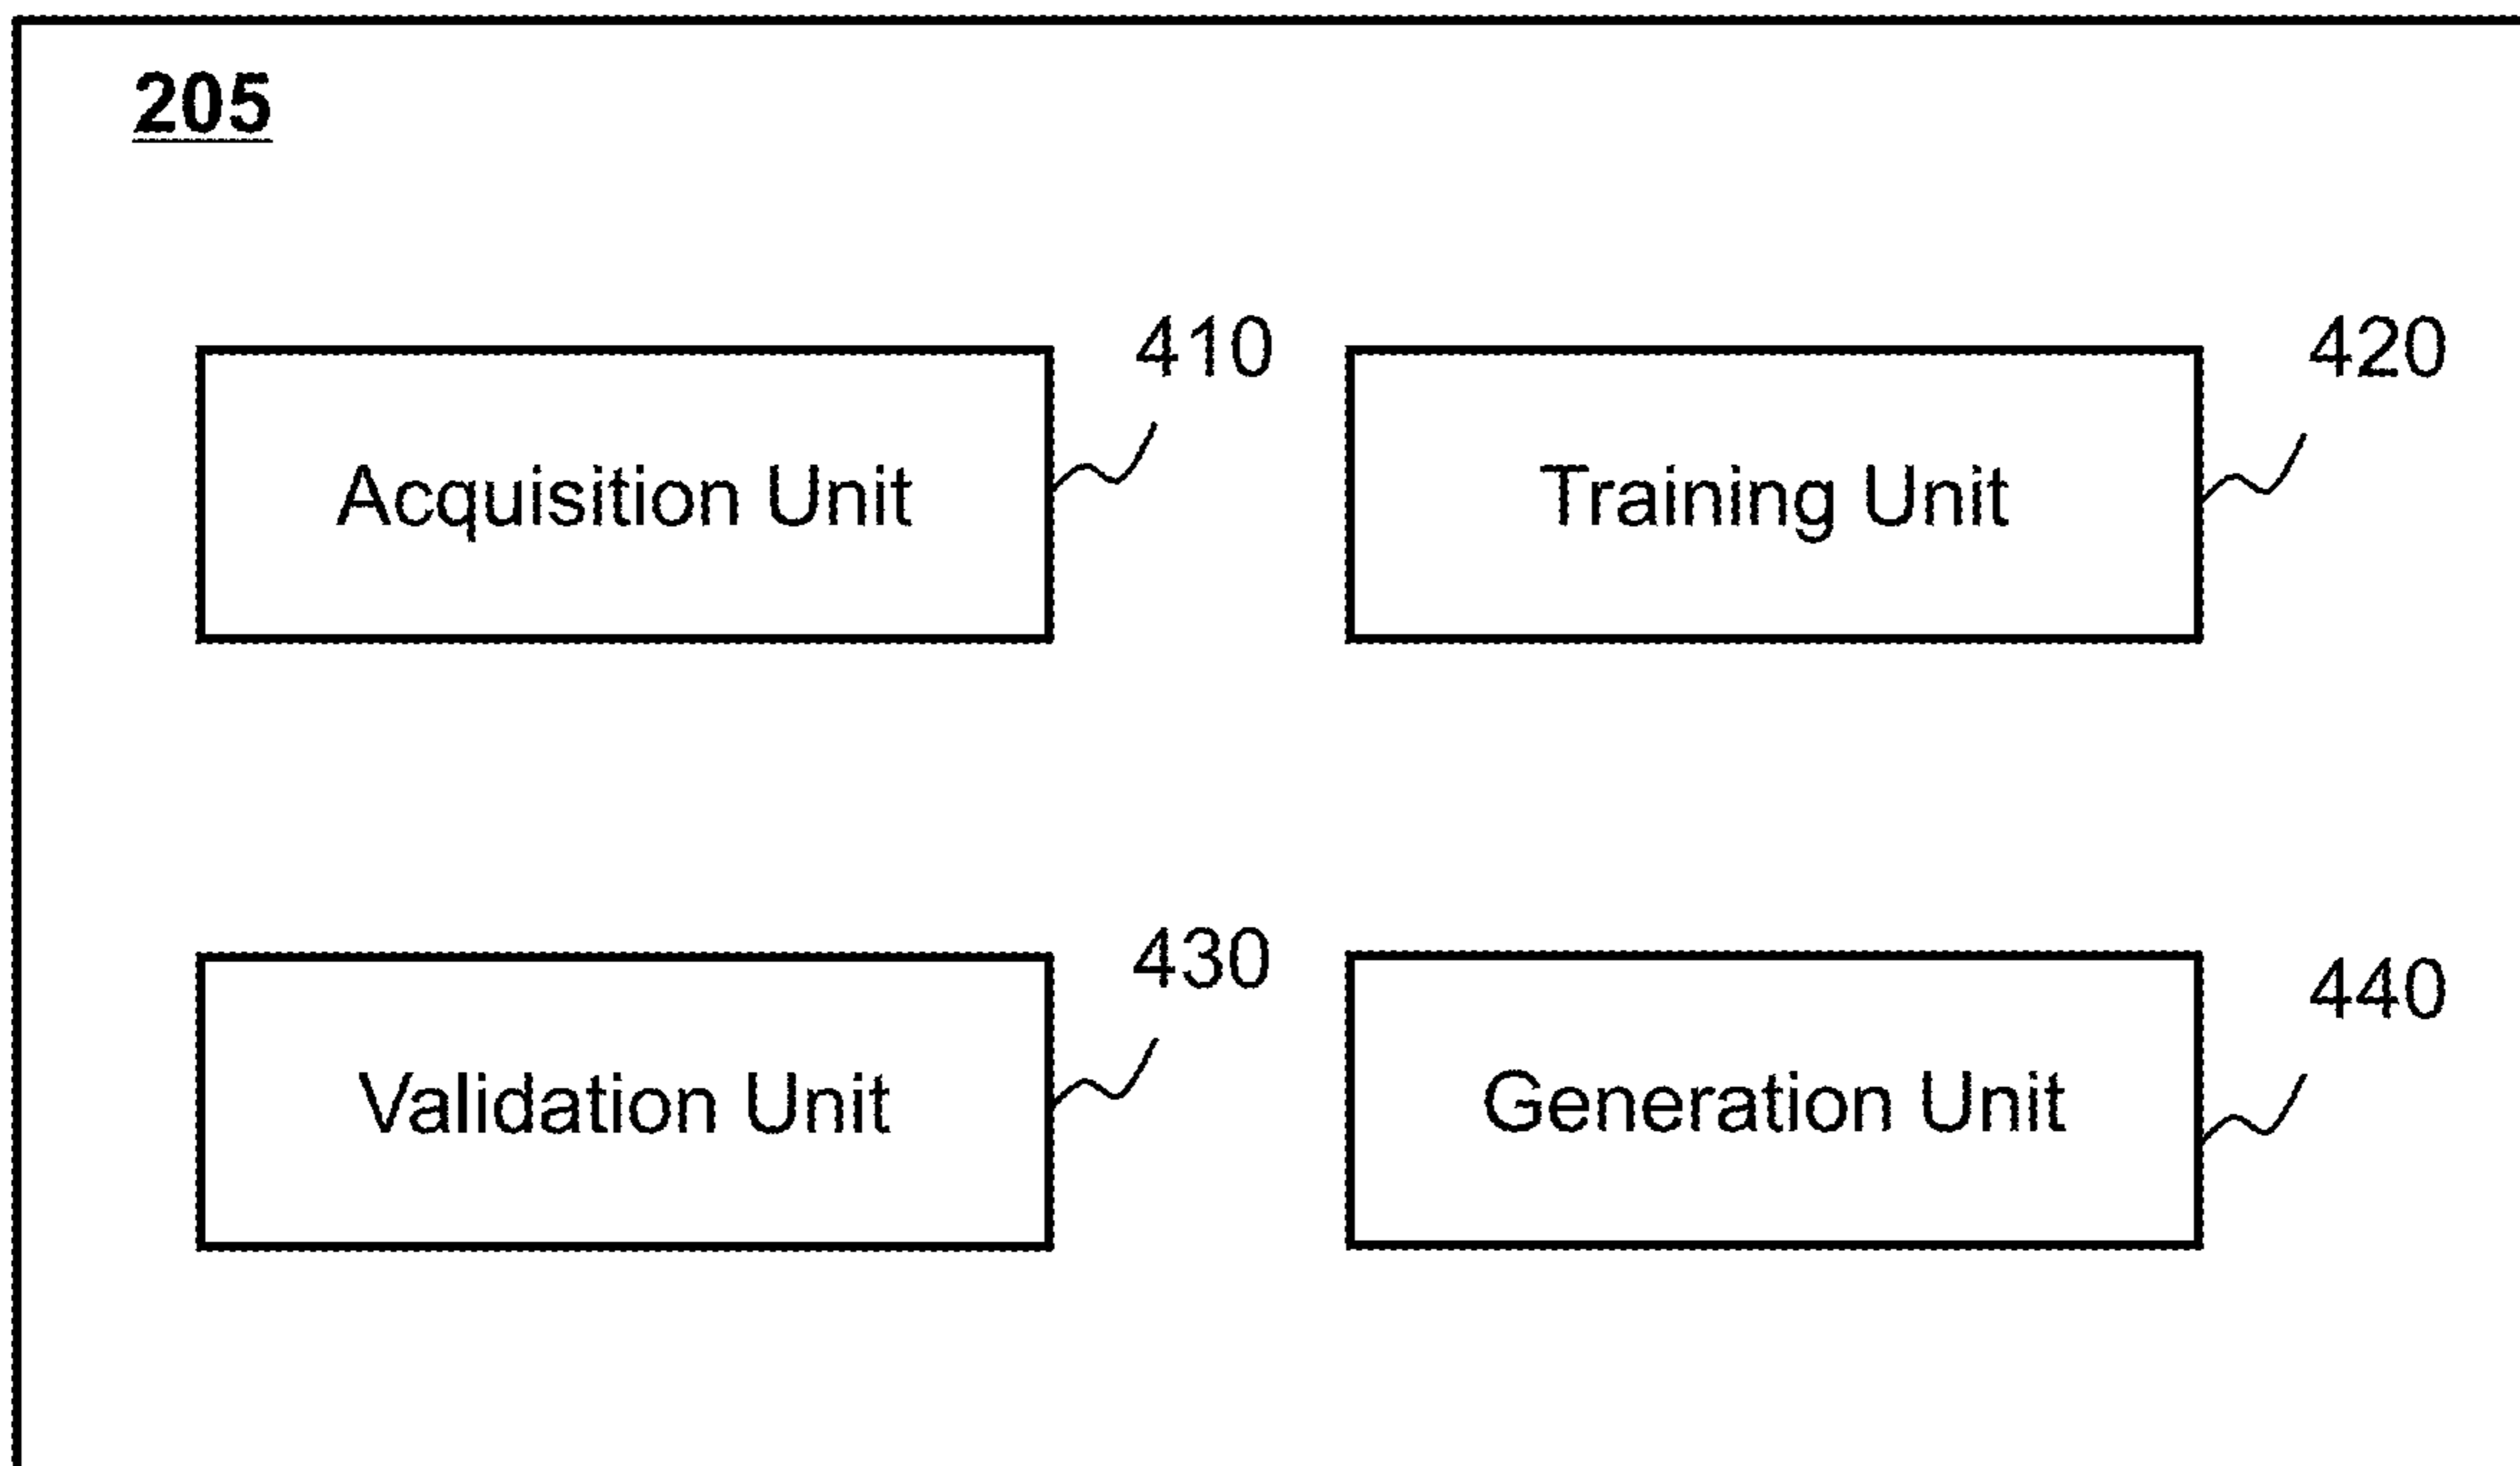 205
410
420
Acquisition Unit
Training Unit
430
440
Validation Unit
Generation Unit